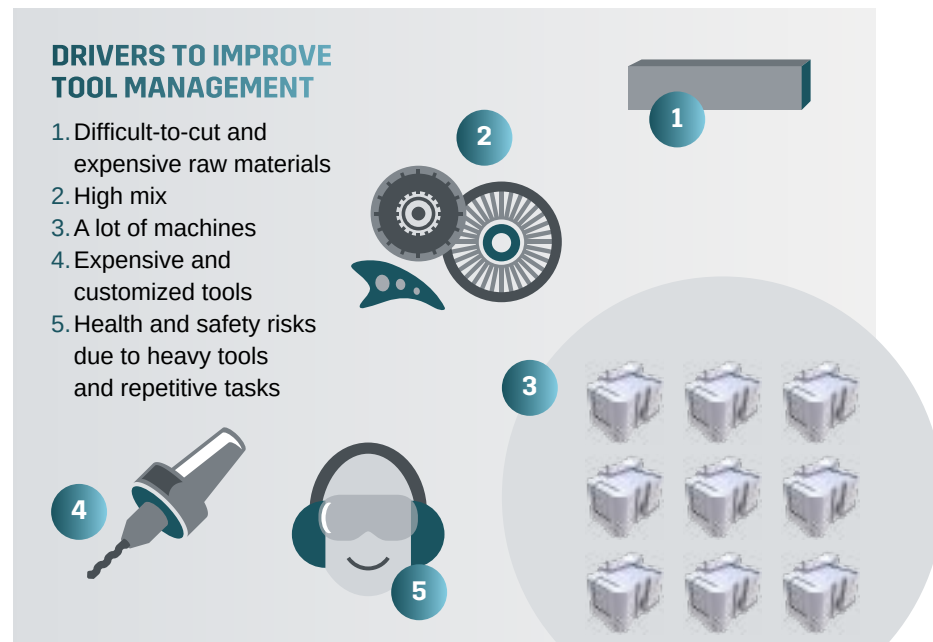 DRIVERS TO IMPROVE
TOOL MANAGEMENT
1. Difficult-to-cut and
expensive raw materials
2. High mix
3. A lot of machines
4. Expensive and
customized tools
5. Health and safety risks
due to heavy tools
and repetitive tasks
1
2
3
4
5